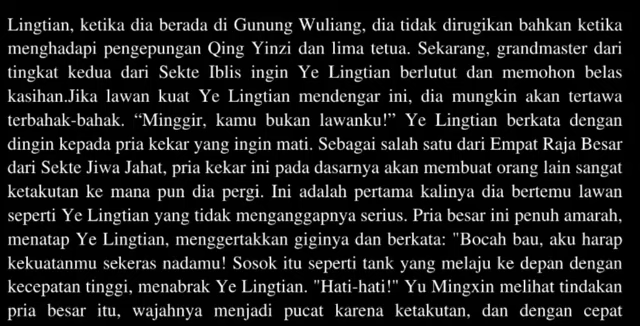 Lingtian, ketika dia berada di Gunung Wuliang, dia tidak dirugikan bahkan ketika
menghadapi pengepungan Qing Yinzi dan lima tetua. Sekarang, grandmaster dari
tingkat kedua dari Sekte Iblis ingin Ye Lingtian berlutut dan memohon belas
kasihan.Jika lawan kuat Ye Lingtian mendengar ini, dia mungkin akan tertawa
terbahak-bahak. “Minggir, kamu bukan lawanku!” Ye Lingtian berkata dengan
dingin kepada pria kekar yang ingin mati. Sebagai salah satu dari Empat Raja Besar
dari Sekte Jiwa Jahat, pria kekar ini pada dasarnya akan membuat orang lain sangat
ketakutan ke mana pun dia pergi. Ini adalah pertama kalinya dia bertemu lawan
seperti Ye Lingtian yang tidak menganggapnya serius. Pria besar ini penuh amarah,
menatap Ye Lingtian, menggertakkan giginya dan berkata: "Bocah bau, aku harap
kekuatanmu sekeras nadamu! Sosok itu seperti tank yang melaju ke depan dengan
kecepatan tinggi, menabrak Ye Lingtian. "Hati-hati!" Yu Mingxin melihat tindakan
pria besar itu, wajahnya menjadi pucat karena ketakutan, dan dengan cepat